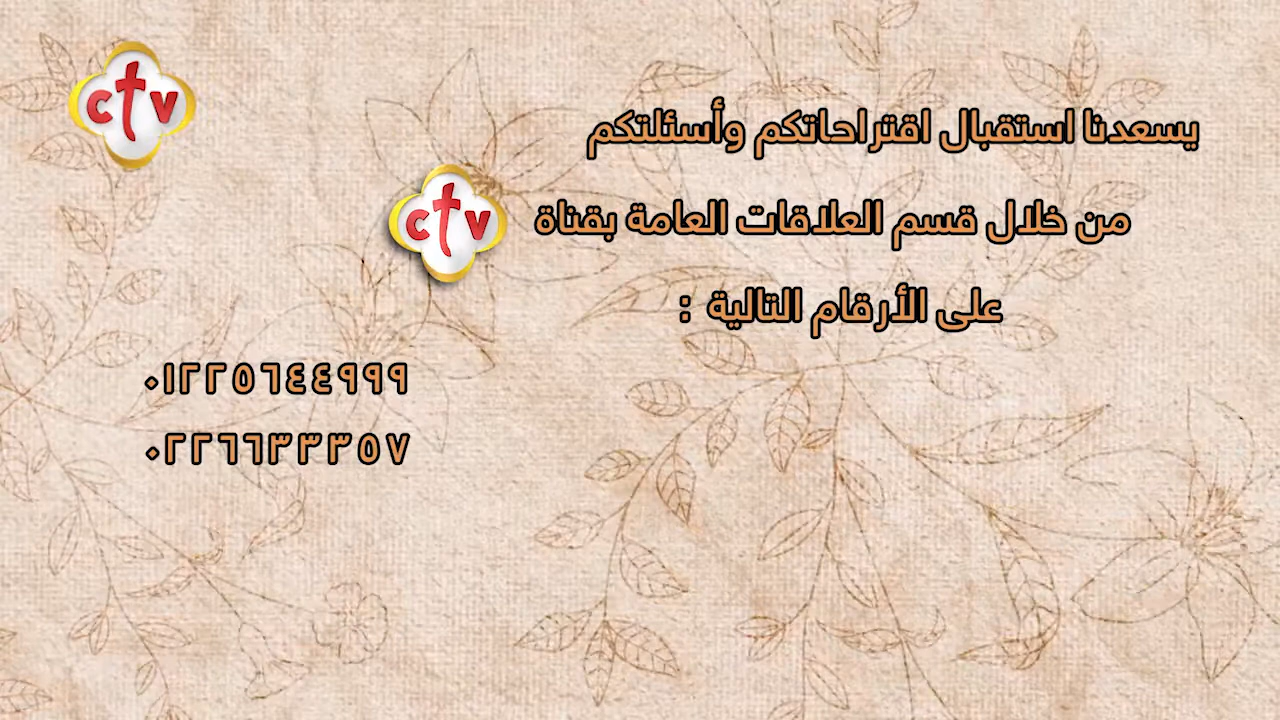 ctv
يسعدنا استقبال اقتراحاتكم وأسئلتكم
من خلال قسم العلاقات العامة بقناة ctv
على الأرقام التالية :
٠١٢٢٥٦٤٤٩٩٩
٠٢٢٦٦٣٣٣٥٧